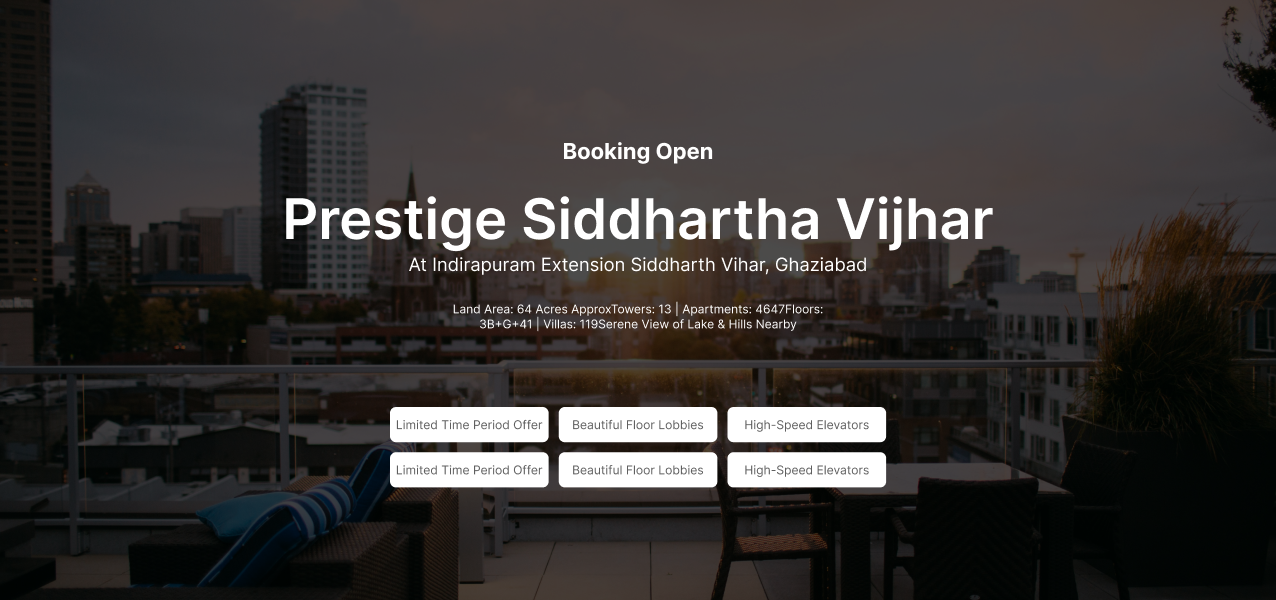 Booking Open
Prestige Siddhartha Vijhar
At Indirapuram Extension Siddharth Vihar, Ghaziabad
Land Area: 64 Acres ApproxTowers: 13 | Apartments: 4647Floors:
3B+G+41 | Villas: 119Serene View of Lake & Hills Nearby
Limited Time Period Offer Beautiful Floor Lobbies High-Speed Elevators
Limited Time Period Offer Beautiful Floor Lobbies High-Speed Elevators